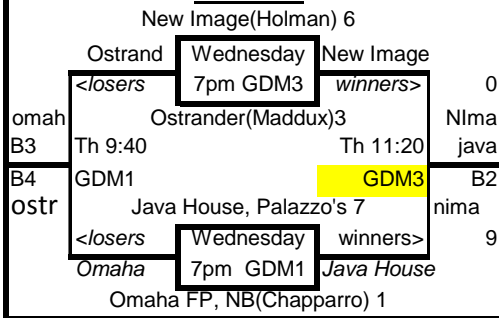 New Image(Holman) 6
Ostrand Wednesday New Image
<losers 7pm GDM3 winners> 0
omah Ostrander(Maddux)3 NIma
B3 Th 9:40 Th 11:20 java
B4 GDM1 GDM3 B2
ostr Java House, Palazzo's 7 nima
<losers Wednesday winners> 9
Omaha 7pm GDM1 Java House
Omaha FP, NB(Chapparro) 1